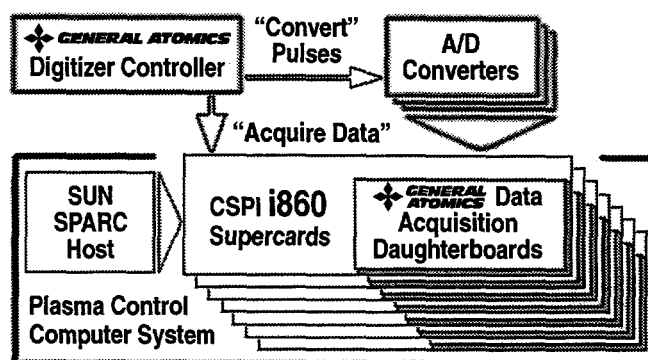 GENERAL ATOMICS
Digitizer Controller
“Convert”
Pulses
A/D
Converters
“Acquire Data”
SUN
SPARC
Host
CSPI i860
Supercards
GENERAL ATOMICS Data
Acquisition
Daughterboards
Plasma Control
Computer System